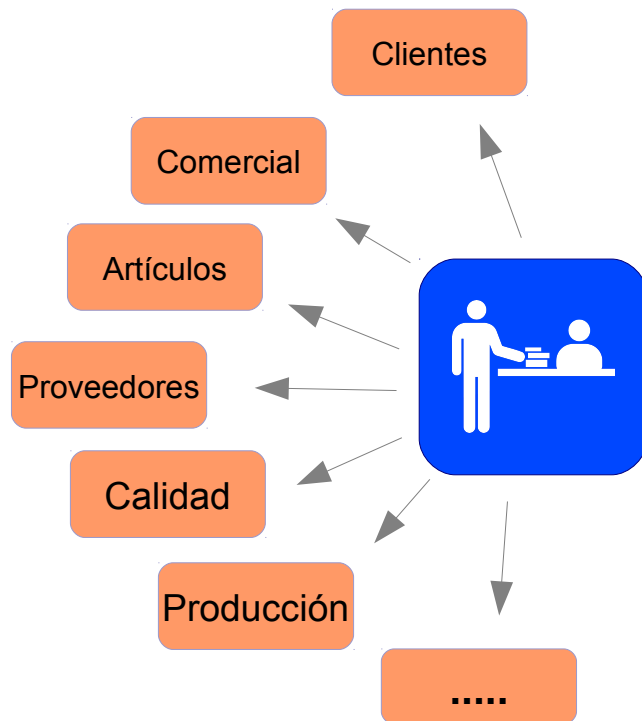 Clientes
Comercial
Artículos
Proveedores
Calidad
Producción
.....